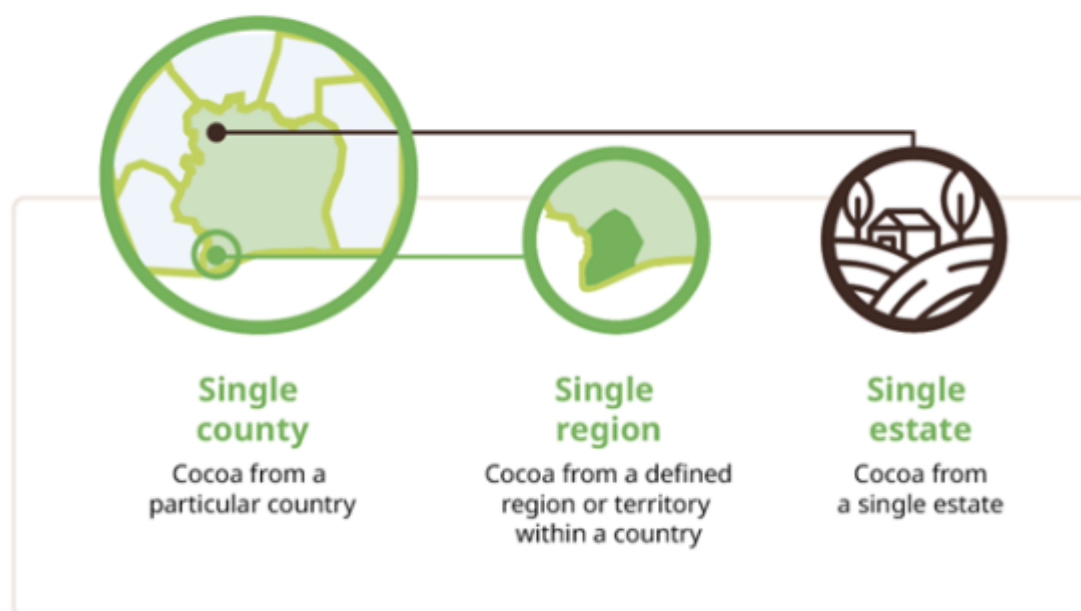 Single
county
Cocoa from a
particular country
Single
region
Cocoa from a defined
region or territory
within a country
Single
estate
Cocoa from
a single estate